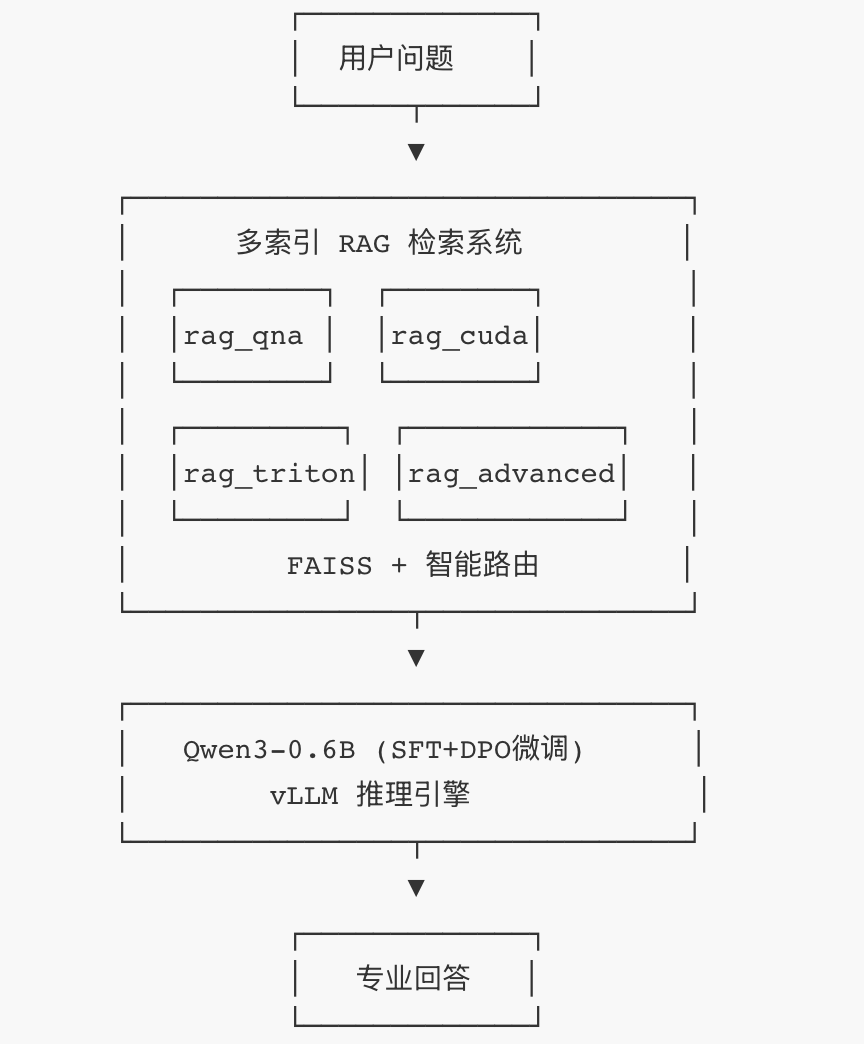 用户问题
多索引 RAG 检索系统
rag_qna rag_cuda
rag_triton rag_advanced
FAISS + 智能路由
Qwen3-0.6B (SFT+DPO微调)
vLLM 推理引擎
专业回答